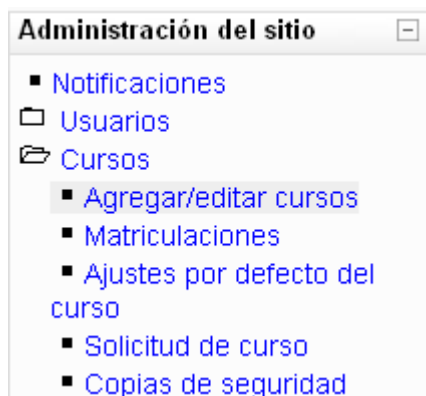 Administración del sitio
Notificaciones
Usuarios
Cursos
Agregar/editar cursos
Matriculaciones
Ajustes por defecto del
curso
Solicitud de curso
Copias de seguridad